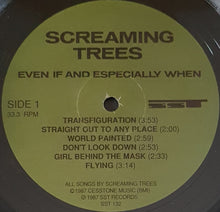 SCREAMING
TREES
EVEN IF AND ESPECIALLY WHEN
SIDE 1
33.3 RPM
SST
TRANSFIGURATION (3:53)
STRAIGHT OUT TO ANY PLACE (2:00)
WORLD PAINTED (2:59)
DON'T LOOK DOWN (2:53)
GIRL BEHIND THE MASK (2:33)
FLYING (3:14)
ALL SONGS BY SCREAMING TREES
©1987 CESSTONE MUSIC (BMI)
℗ 1987 SST RECORDS
SST 132